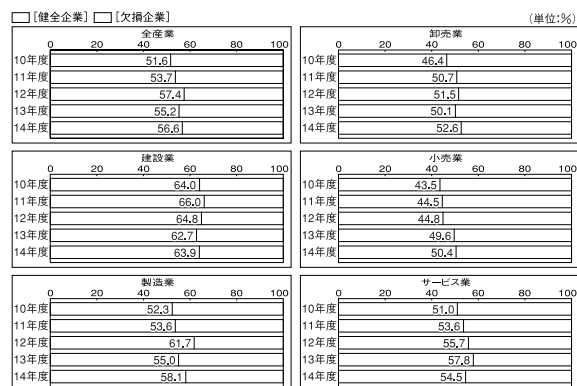 [健全企業] [欠損企業] (単位:%)
全産業
0 20 40 60 80 100
10年度 51.6
11年度 53.7
12年度 57.4
13年度 55.2
14年度 56.6
卸売業
0 20 40 60 80 100
10年度 46.4
11年度 50.7
12年度 51.5
13年度 50.1
14年度 52.6
建設業
0 20 40 60 80 100
10年度 64.0
11年度 66.0
12年度 64.8
13年度 62.7
14年度 63.9
小売業
0 20 40 60 80 100
10年度 43.5
11年度 44.5
12年度 44.8
13年度 49.6
14年度 50.4
製造業
0 20 40 60 80 100
10年度 52.3
11年度 53.6
12年度 61.7
13年度 55.0
14年度 58.1
サービス業
0 20 40 60 80 100
10年度 51.0
11年度 53.6
12年度 55.7
13年度 57.8
14年度 54.5